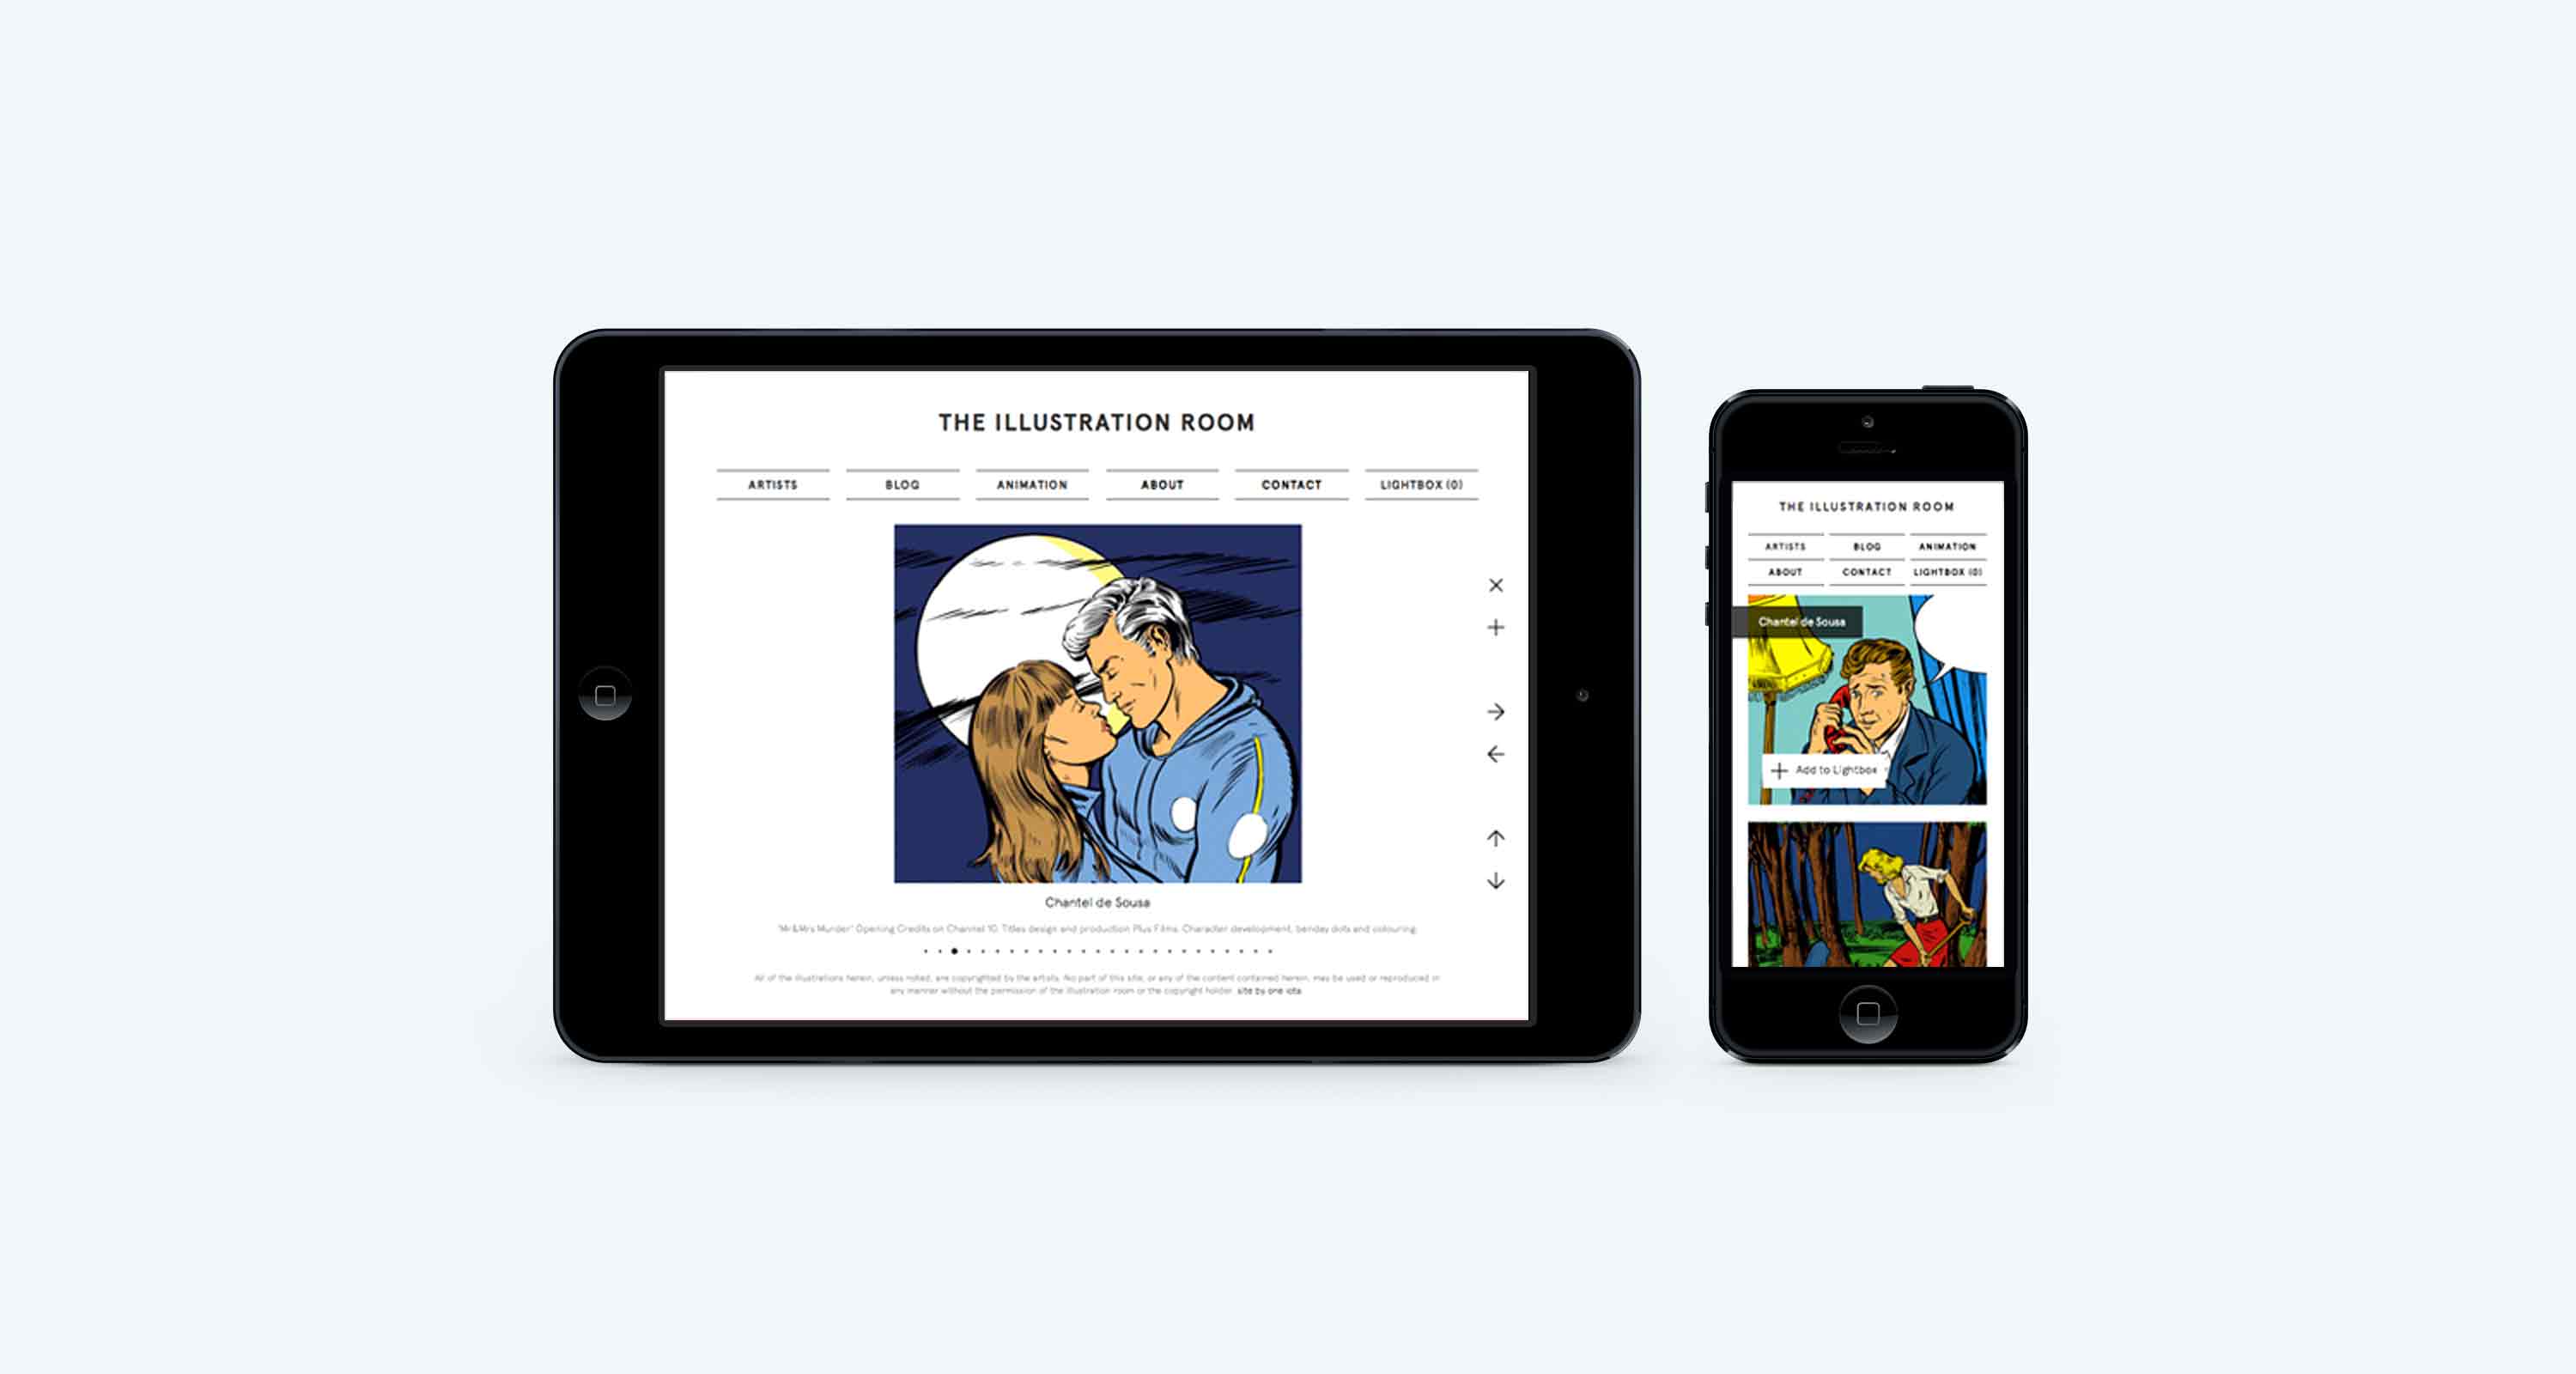 THE ILLUSTRATION ROOM
ARTISTS BLOG ANIMATION ABOUT CONTACT LIGHTBOX (0)
Chantel de Sousa
'Mr&Mrs Murder' Opening Credits on Channel 10. Titles design and production Plus Films. Character development, benday dots and colouring.
All of the illustrations herein, unless noted, are copyrighted by the artists. No part of this site, or any of the content contained herein, may be used or reproduced in
any manner without the permission of the illustration room or the copyright holder. site by one iota
THE ILLUSTRATION ROOM
ARTISTS BLOG ANIMATION
ABOUT CONTACT LIGHTBOX (0)
Chantel de Sousa
Add to Lightbox